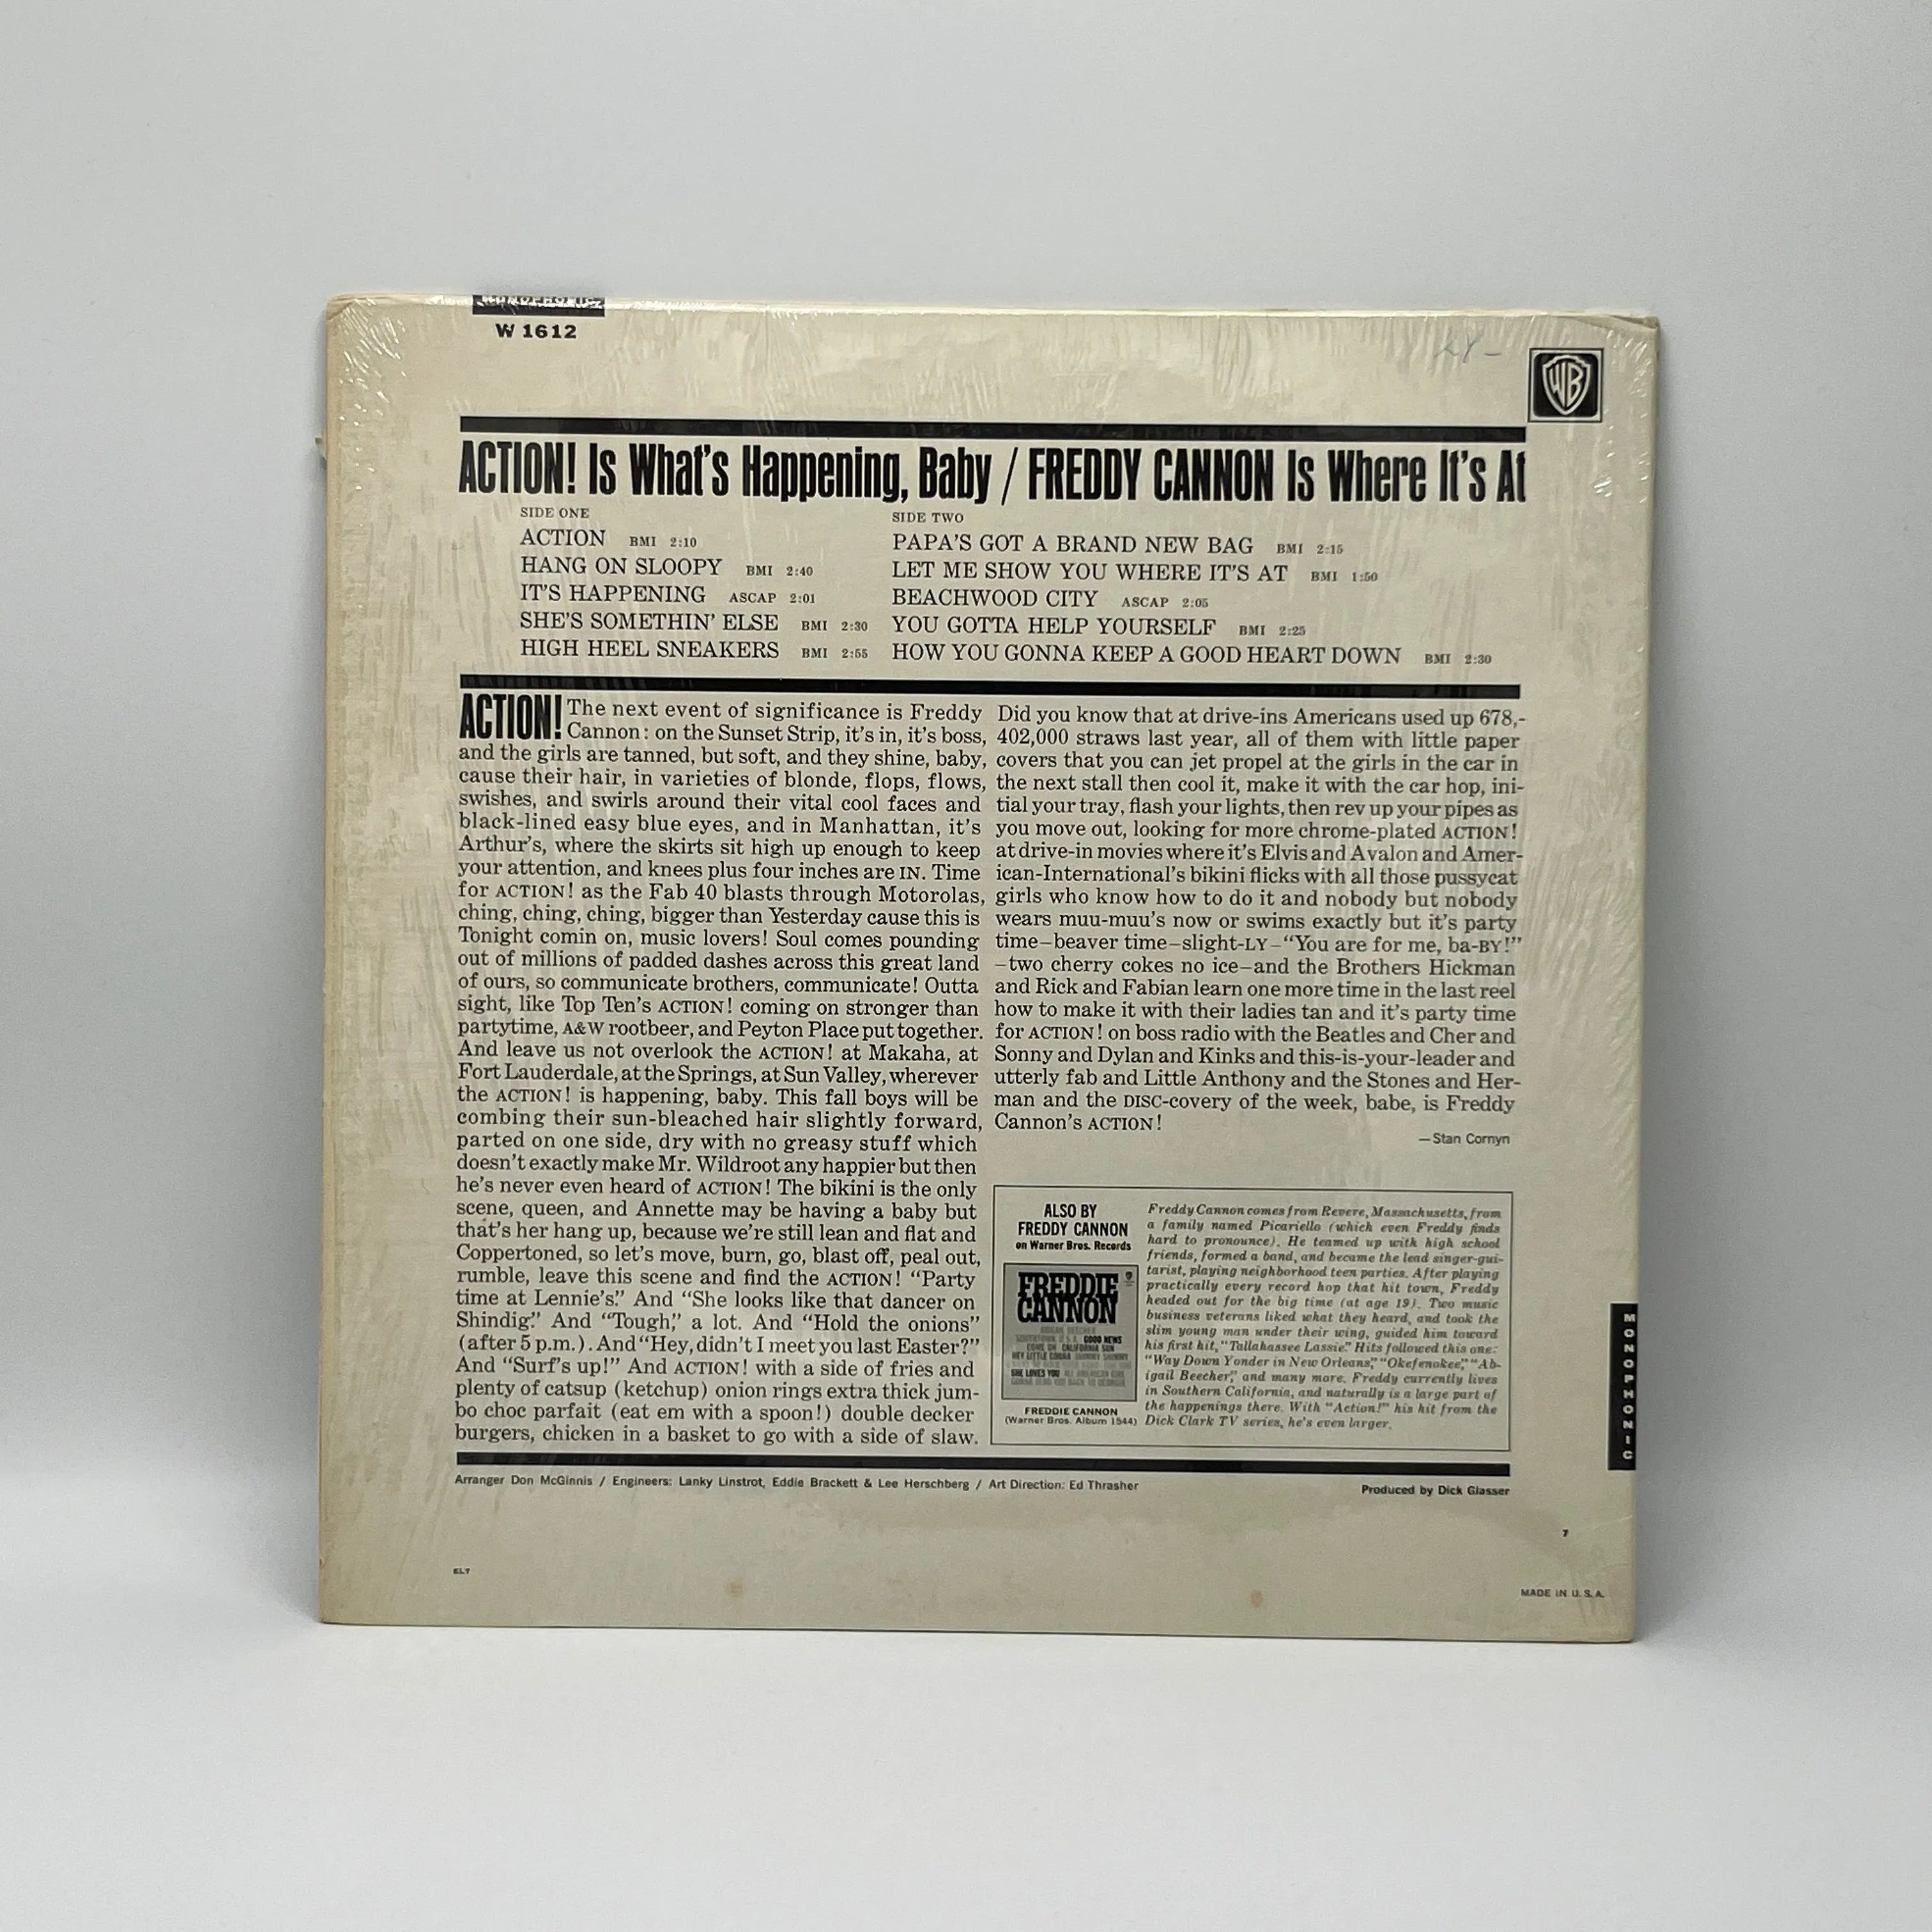 MONOPHONIC
W 1612
WB
ACTION! Is What's Happening, Baby / FREDDY CANNON Is Where It's At
SIDE ONE
ACTION BMI 2:10
HANG ON SLOOPY BMI 2:40
IT'S HAPPENING ASCAP 2:01
SHE'S SOMETHIN' ELSE BMI 2:30
HIGH HEEL SNEAKERS BMI 2:55
SIDE TWO
PAPA'S GOT A BRAND NEW BAG BMI 2:15
LET ME SHOW YOU WHERE IT'S AT BMI 1:50
BEACHWOOD CITY ASCAP 2:05
YOU GOTTA HELP YOURSELF BMI 2:25
HOW YOU GONNA KEEP A GOOD HEART DOWN BMI 2:30
ACTION! The next event of significance is Freddy
Cannon: on the Sunset Strip, it's in, it's boss,
and the girls are tanned, but soft, and they shine, baby,
cause their hair, in varieties of blonde, flops, flows,
swishes, and swirls around their vital cool faces and
black-lined easy blue eyes, and in Manhattan, it's
Arthur's, where the skirts sit high up enough to keep
your attention, and knees plus four inches are IN. Time
for ACTION! as the Fab 40 blasts through Motorolas,
ching, ching, ching, bigger than Yesterday cause this is
Tonight comin on, music lovers! Soul comes pounding
out of millions of padded dashes across this great land
of ours, so communicate brothers, communicate! Outta
sight, like Top Ten's ACTION! coming on stronger than
partytime, A&W rootbeer, and Peyton Place put together.
And leave us not overlook the ACTION! at Makaha, at
Fort Lauderdale, at the Springs, at Sun Valley, wherever
the ACTION! is happening, baby. This fall boys will be
combing their sun-bleached hair slightly forward,
parted on one side, dry with no greasy stuff which
doesn't exactly make Mr. Wildroot any happier but then
he's never even heard of ACTION! The bikini is the only
scene, queen, and Annette may be having a baby but
that's her hang up, because we're still lean and flat and
Coppertoned, so let's move, burn, go, blast off, peal out,
rumble, leave this scene and find the ACTION! "Party
time at Lennie's." And "She looks like that dancer on
Shindig." And "Tough," a lot. And "Hold the onions"
(after 5 p.m.). And "Hey, didn't I meet you last Easter?"
And "Surf's up!" And ACTION! with a side of fries and
plenty of catsup (ketchup) onion rings extra thick jum-
bo choc parfait (eat em with a spoon!) double decker
burgers, chicken in a basket to go with a side of slaw.
Did you know that at drive-ins Americans used up 678,-
402,000 straws last year, all of them with little paper
covers that you can jet propel at the girls in the car in
the next stall then cool it, make it with the car hop, ini-
tial your tray, flash your lights, then rev up your pipes as
you move out, looking for more chrome-plated ACTION!
at drive-in movies where it's Elvis and Avalon and Amer-
ican-International's bikini flicks with all those pussycat
girls who know how to do it and nobody but nobody
wears muu-muu's now or swims exactly but it's party
time–beaver time–slight-LY–"You are for me, ba-BY!"
–two cherry cokes no ice–and the Brothers Hickman
and Rick and Fabian learn one more time in the last reel
how to make it with their ladies tan and it's party time
for ACTION! on boss radio with the Beatles and Cher and
Sonny and Dylan and Kinks and this-is-your-leader and
utterly fab and Little Anthony and the Stones and Her-
man and the DISC-covery of the week, babe, is Freddy
Cannon's ACTION!
—Stan Cornyn
ALSO BY
FREDDY CANNON
on Warner Bros. Records
FREDDIE
CANNON
ABIGAIL BEECHER
SOUTHTOWN, U.S.A. GOOD NEWS
COME ON CALIFORNIA SUN
HEY LITTLE COBRA SHIMMY SHIMMY
SHE LOVES YOU ALL AMERICAN GIRL
GONNA SEND YOU BACK TO GEORGIA
FREDDIE CANNON
(Warner Bros. Album 1544)
Freddy Cannon comes from Revere, Massachusetts, from
a family named Picariello (which even Freddy finds
hard to pronounce). He teamed up with high school
friends, formed a band, and became the lead singer-gui-
tarist, playing neighborhood teen parties. After playing
practically every record hop that hit town, Freddy
headed out for the big time (at age 19). Two music
business veterans liked what they heard, and took the
slim young man under their wing, guided him toward
his first hit, "Tallahassee Lassie." Hits followed this one:
"Way Down Yonder in New Orleans," "Okefenokee," "Ab-
igail Beecher," and many more. Freddy currently lives
in Southern California, and naturally is a large part of
the happenings there. With "Action!" his hit from the
Dick Clark TV series, he's even larger.
MONOPHONIC
Arranger Don McGinnis / Engineers: Lanky Linstrot, Eddie Brackett & Lee Herschberg / Art Direction: Ed Thrasher
Produced by Dick Glasser
7
EL7
MADE IN U.S.A.